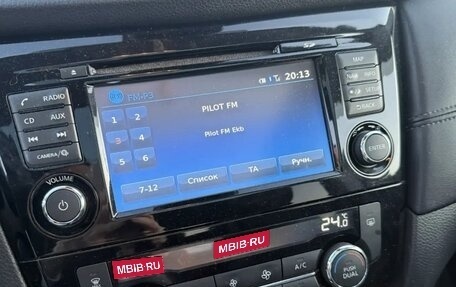 SD
RADIO
CD AUX
CAMERA/
VOLUME
FM-P3
20:13
PILOT FM
Pilot FM Ekb
1 2
3 4
5 6
7-12 Список TA Ручн.
MAP
NAV INFO
SETUP
BACK
ENTER
24.0°C
MBIB·RU
MBIB·RU
A/C
PUSH
DUAL